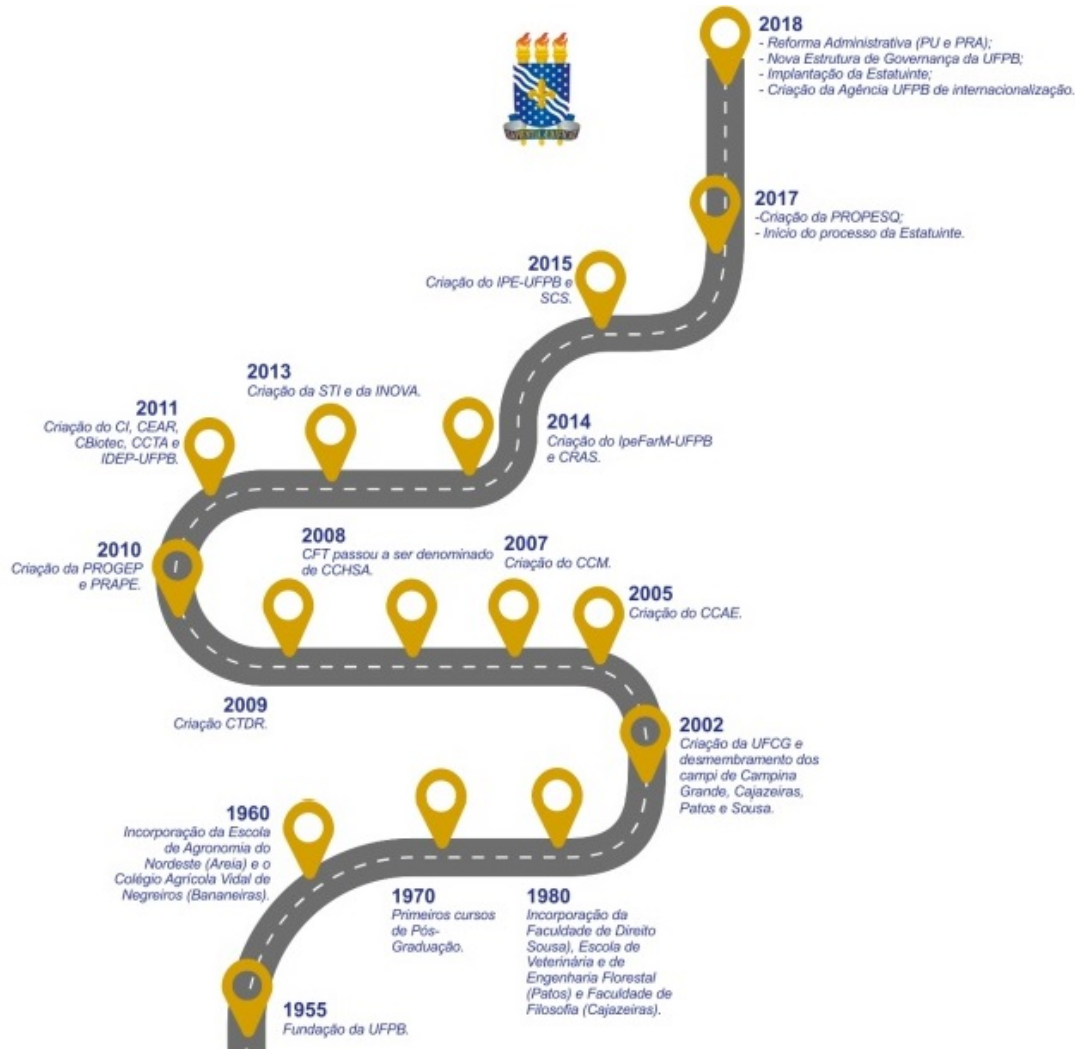 2018
- Reforma Administrativa (PU e PRA);
- Nova Estrutura de Governança da UFPB;
- Implantação da Estatuinte;
- Criação da Agência UFPB de internacionalização.
2017
-Criação da PROPESQ;
- Início do processo da Estatuinte.
2015
Criação do IPE-UFPB e
SCS.
2013
Criação da STI e da INOVA.
2011
Criação do CI, CEAR,
CBiotec, CCTA e
IDEP-UFPB.
2014
Criação do IpeFarM-UFPB
e CRAS.
2010
Criação da PROGEP
e PRAPE.
2008
CFT passou a ser denominado
de CCHSA.
2007
Criação do CCM.
2005
Criação do CCAE.
2009
Criação CTDR.
2002
Criação da UFCG e
desmembramento dos
campi de Campina
Grande, Cajazeiras,
Patos e Sousa.
1960
Incorporação da Escola
de Agronomia do
Nordeste (Areia) e o
Colégio Agrícola Vidal de
Negreiros (Bananeiras).
1970
Primeiros cursos
de Pós-
Graduação.
1980
Incorporação da
Faculdade de Direito
Sousa), Escola de
Veterinária e de
Engenharia Florestal
(Patos) e Faculdade de
Filosofia (Cajazeiras).
1955
Fundação da UFPB.